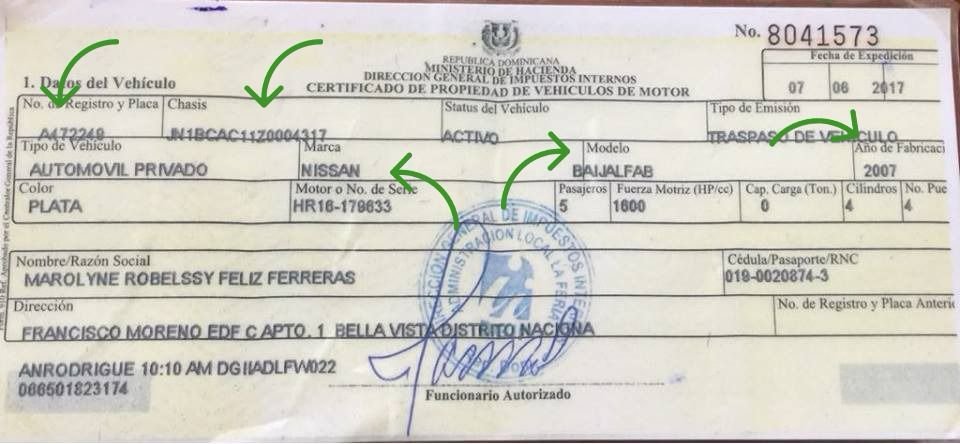 No. 8041573
REPUBLICA DOMINICANA
MINISTERIO DE HACIENDA
DIRECCION GENERAL DE IMPUESTOS INTERNOS
CERTIFICADO DE PROPIEDAD DE VEHICULOS DE MOTOR
Fecha de Expedición
07 06 2017
1. Datos del Vehículo
No. de Registro y Placa Chasis Status del Vehículo Tipo de Emisión
A472249 JN1BCAC11Z0004317 ACTIVO TRASPASO DE VEHICULO
Tipo de Vehículo Marca Modelo Año de Fabricaci
AUTOMOVIL PRIVADO NISSAN BAIJALFAB 2007
Color Motor o No. de Serie Pasajeros Fuerza Motriz (HP/cc) Cap. Carga (Ton.) Cilindros No. Pue
PLATA HR16-179633 5 1600 0 4 4
Nombre/Razón Social Cédula/Pasaporte/RNC
MAROLYNE ROBELSSY FELIZ FERRERAS 018-0020874-3
Dirección No. de Registro y Placa Anterio
FRANCISCO MORENO EDF C APTO. 1 BELLA VISTA DISTRITO NACIONA
DIRECCION GENERAL DE IMPUESTOS INTER
ADMINISTRACION LOCAL LA FERIA
ANRODRIGUE 10:10 AM DGIIADLFW022
066501823174
Funcionario Autorizado